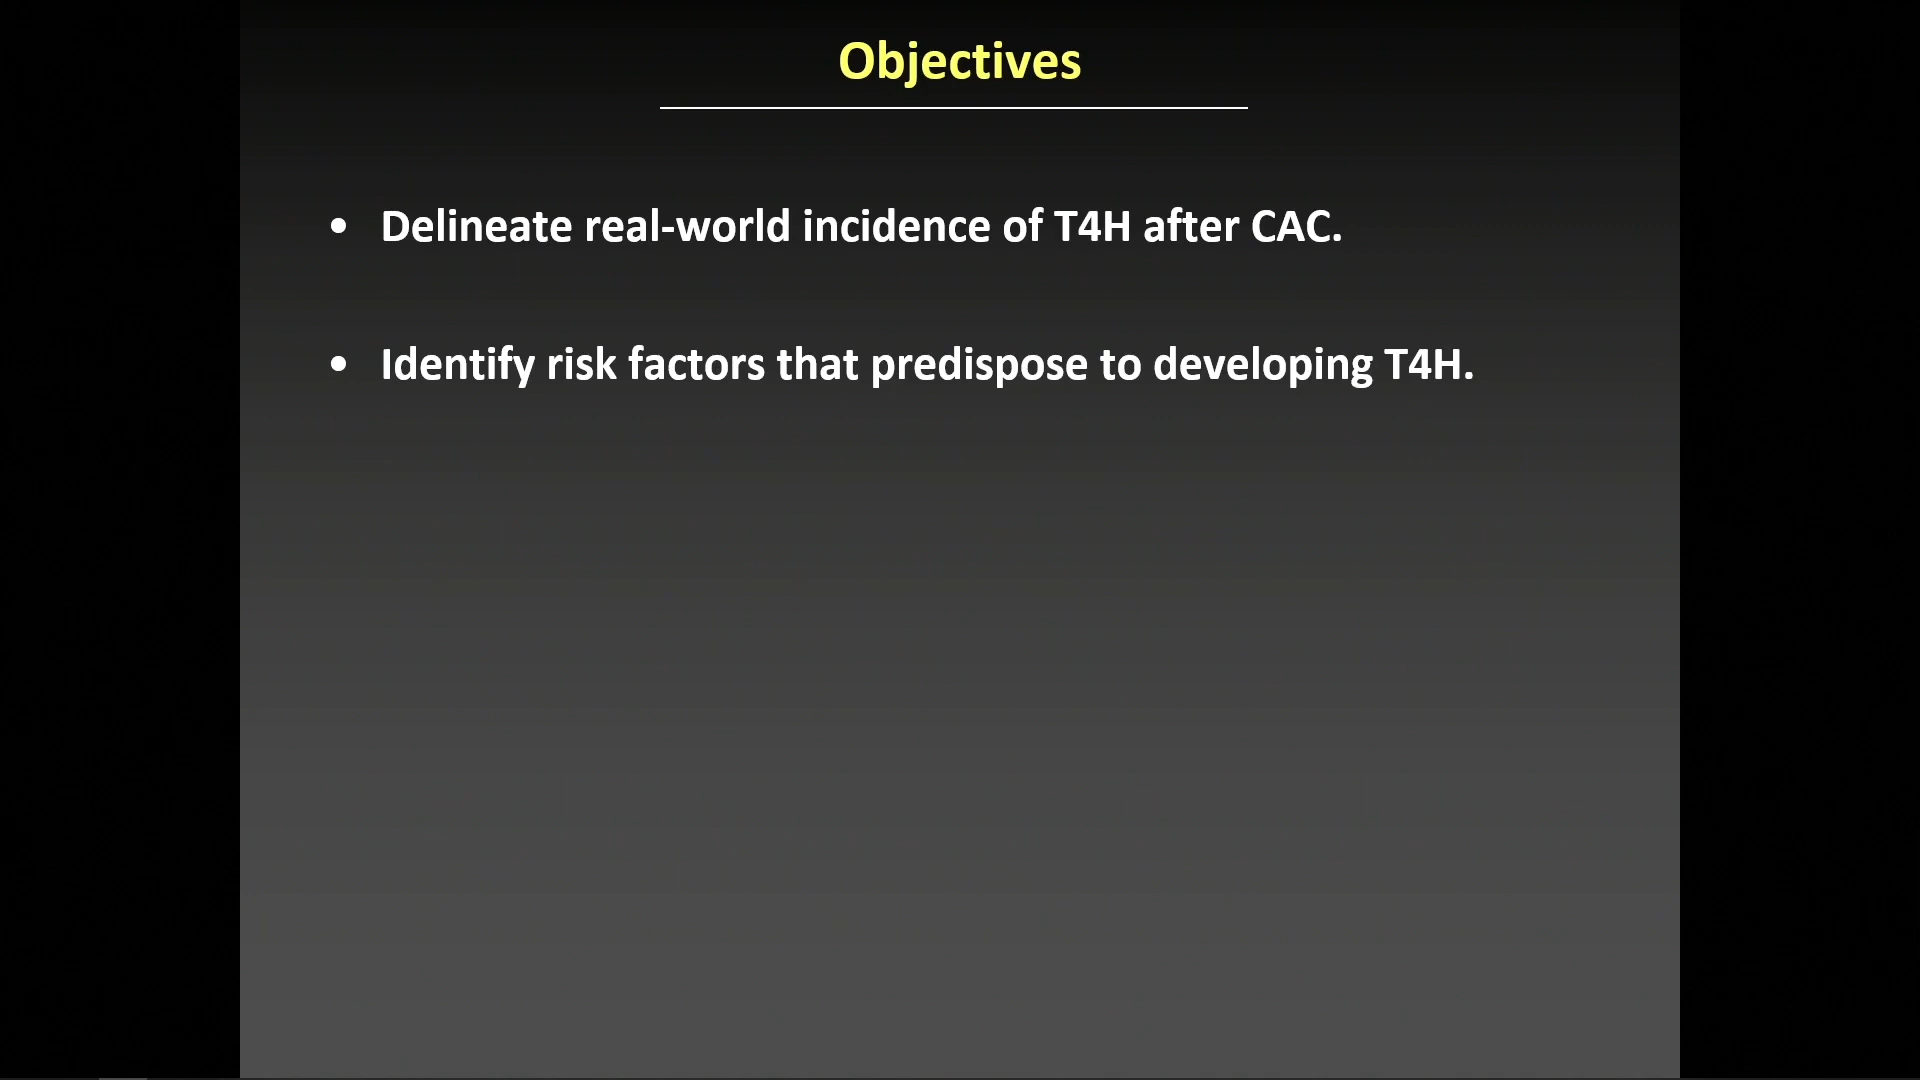 Objectives
• Delineate real-world incidence of T4H after CAC.
• Identify risk factors that predispose to developing T4H.